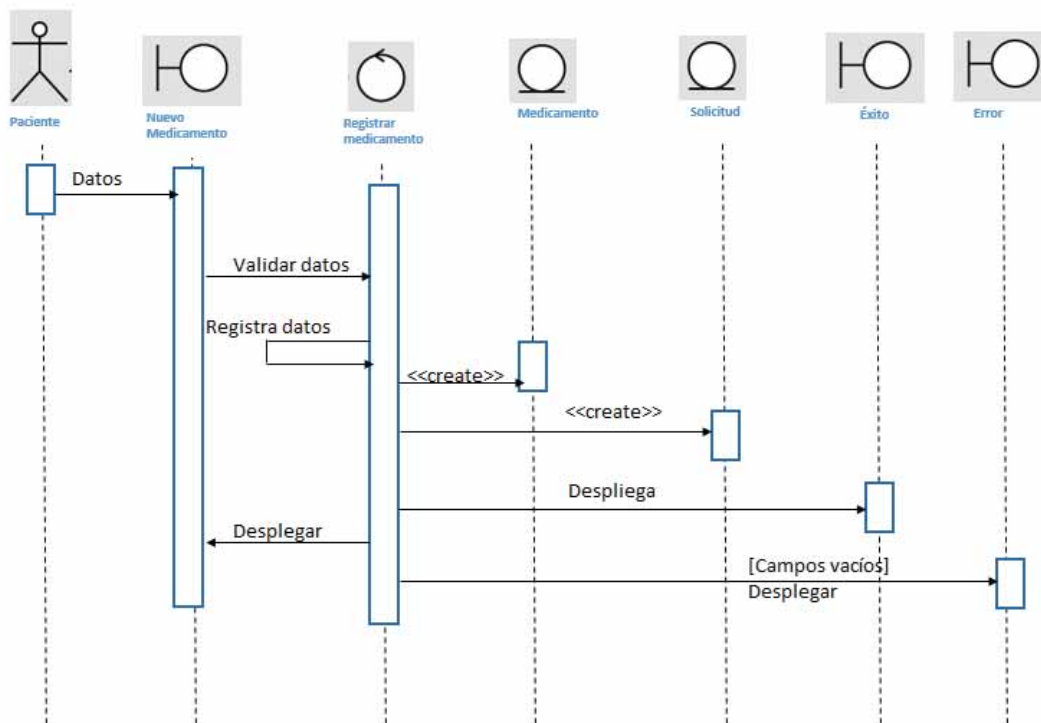 Paciente
Nuevo
Medicamento
Registrar
medicamento
Medicamento
Solicitud
Éxito
Error
Datos
Validar datos
Registra datos
<<create>>
<<create>>
Despliega
Desplegar
[Campos vacíos]
Desplegar